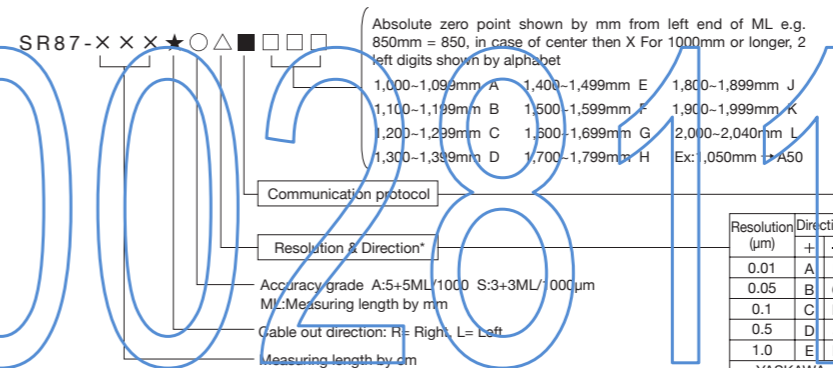 SR87-×××★○△■□□□
Absolute zero point shown by mm from left end of ML e.g.
850mm = 850, in case of center then X For 1000mm or longer, 2
left digits shown by alphabet
1,000~1,099mm A 1,400~1,499mm E 1,800~1,899mm J
1,100~1,199mm B 1,500~1,599mm F 1,900~1,999mm K
1,200~1,299mm C 1,600~1,699mm G 2,000~2,040mm L
1,300~1,399mm D 1,700~1,799mm H Ex:1,050mm → A50
Communication protocol
Resolution & Direction*
Accuracy grade A:5+5ML/1000 S:3+3ML/1000μm
ML:Measuring length by mm
Cable out direction: R= Right, L= Left
Measuring length by cm
Resolution
(μm)
+
0.01 A
0.05 B
0.1 C
0.5 D
1.0 E
002811